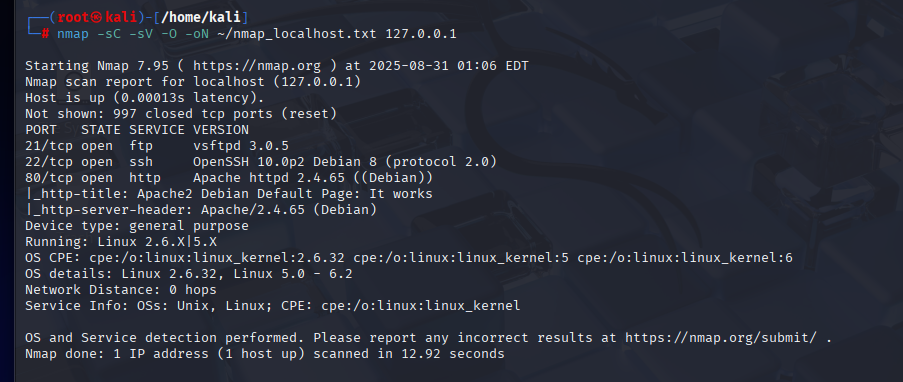 ┌──(root㉿kali)-[/home/kali]
└─# nmap -sC -sV -O -oN ~/nmap_localhost.txt 127.0.0.1
Starting Nmap 7.95 ( https://nmap.org ) at 2025-08-31 01:06 EDT
Nmap scan report for localhost (127.0.0.1)
Host is up (0.00013s latency).
Not shown: 997 closed tcp ports (reset)
PORT   STATE SERVICE VERSION
21/tcp open  ftp     vsftpd 3.0.5
22/tcp open  ssh     OpenSSH 10.0p2 Debian 8 (protocol 2.0)
80/tcp open  http    Apache httpd 2.4.65 ((Debian))
|_http-title: Apache2 Debian Default Page: It works
|_http-server-header: Apache/2.4.65 (Debian)
Device type: general purpose
Running: Linux 2.6.X|5.X
OS CPE: cpe:/o:linux:linux_kernel:2.6.32 cpe:/o:linux:linux_kernel:5 cpe:/o:linux:linux_kernel:6
OS details: Linux 2.6.32, Linux 5.0 - 6.2
Network Distance: 0 hops
Service Info: OSs: Unix, Linux; CPE: cpe:/o:linux:linux_kernel
OS and Service detection performed. Please report any incorrect results at https://nmap.org/submit/ .
Nmap done: 1 IP address (1 host up) scanned in 12.92 seconds